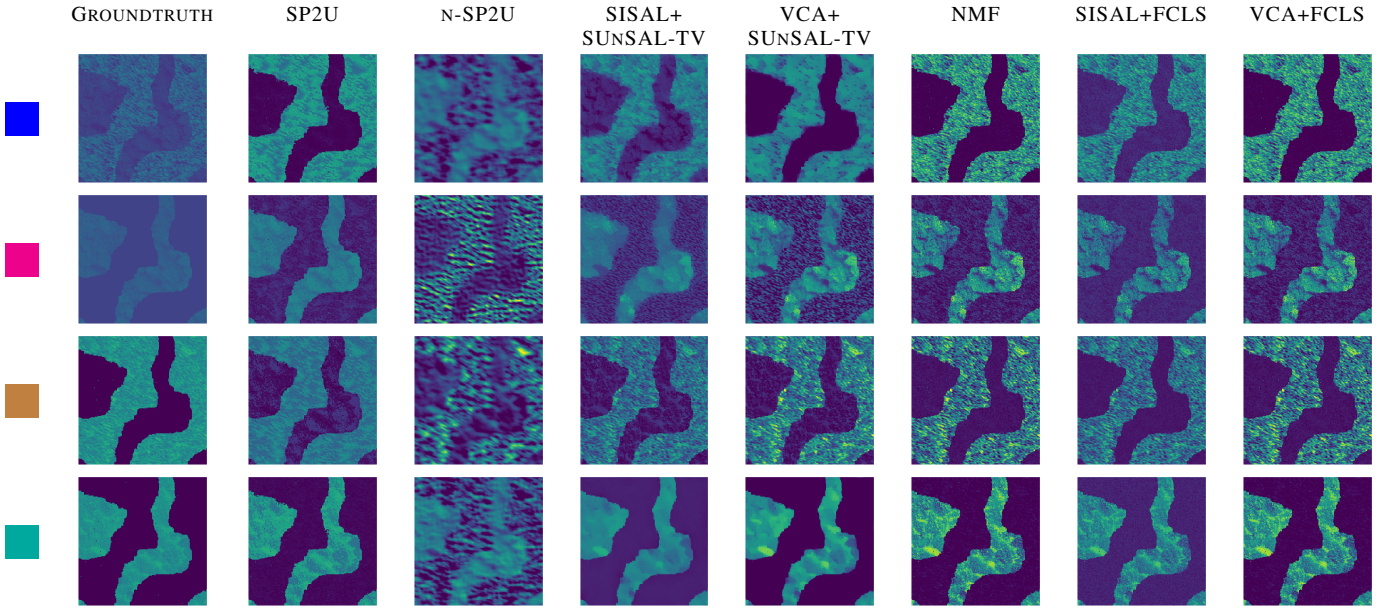 GROUNDTRUTH SP2U N-SP2U SISAL+ VCA+ NMF SISAL+FCLS VCA+FCLS
SUNSAL-TV SUNSAL-TV